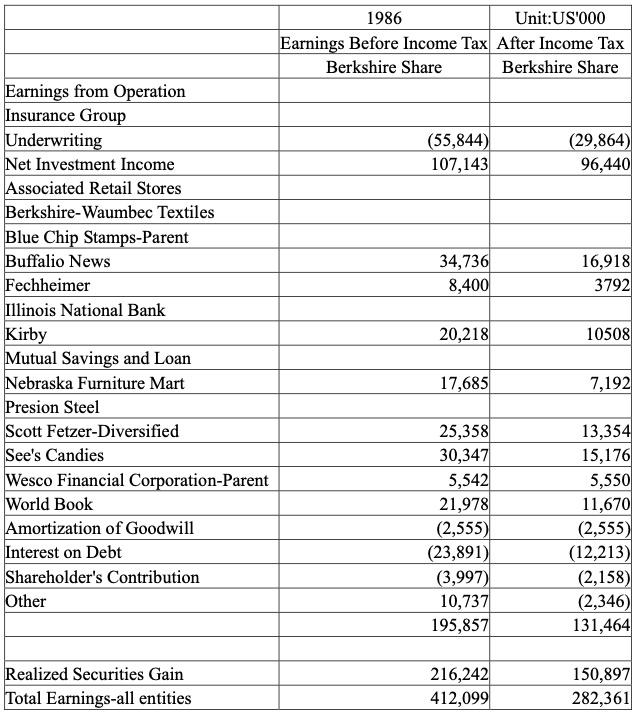 1986 Unit:US'000
Earnings Before Income Tax After Income Tax
Berkshire Share Berkshire Share
Earnings from Operation
Insurance Group
Underwriting (55,844) (29,864)
Net Investment Income 107,143 96,440
Associated Retail Stores
Berkshire-Waumbec Textiles
Blue Chip Stamps-Parent
Buffalio News 34,736 16,918
Fechheimer 8,400 3792
Illinois National Bank
Kirby 20,218 10508
Mutual Savings and Loan
Nebraska Furniture Mart 17,685 7,192
Presion Steel
Scott Fetzer-Diversified 25,358 13,354
See's Candies 30,347 15,176
Wesco Financial Corporation-Parent 5,542 5,550
World Book 21,978 11,670
Amortization of Goodwill (2,555) (2,555)
Interest on Debt (23,891) (12,213)
Shareholder's Contribution (3,997) (2,158)
Other 10,737 (2,346)
195,857 131,464
Realized Securities Gain 216,242 150,897
Total Earnings-all entities 412,099 282,361